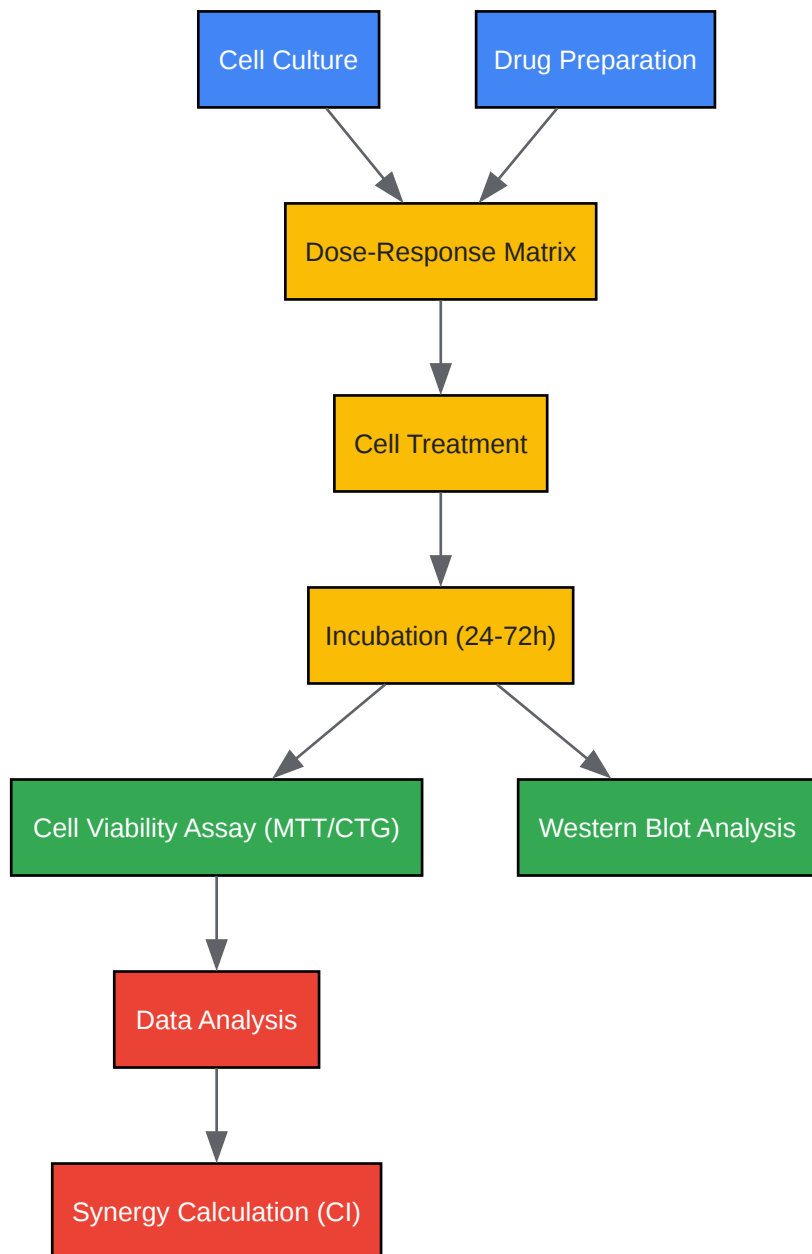 Cell Culture
Drug Preparation
Dose-Response Matrix
Cell Treatment
Incubation (24-72h)
Cell Viability Assay (MTT/CTG)
Western Blot Analysis
Data Analysis
Synergy Calculation (CI)